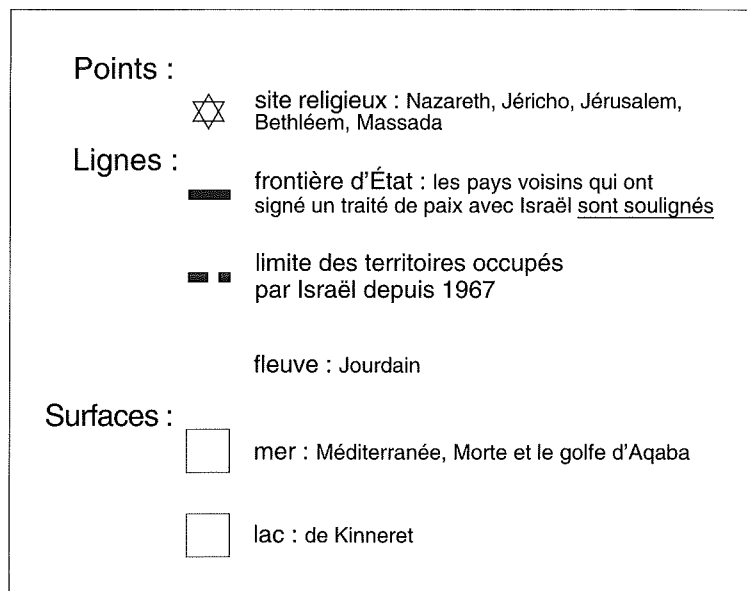 Points :
site religieux : Nazareth, Jéricho, Jérusalem,
Bethléem, Massada
Lignes :
frontière d'État : les pays voisins qui ont
signé un traité de paix avec Israël sont soulignés
limite des territoires occupés
par Israël depuis 1967
fleuve : Jourdain
Surfaces :
mer : Méditerranée, Morte et le golfe d'Aqaba
lac : de Kinneret